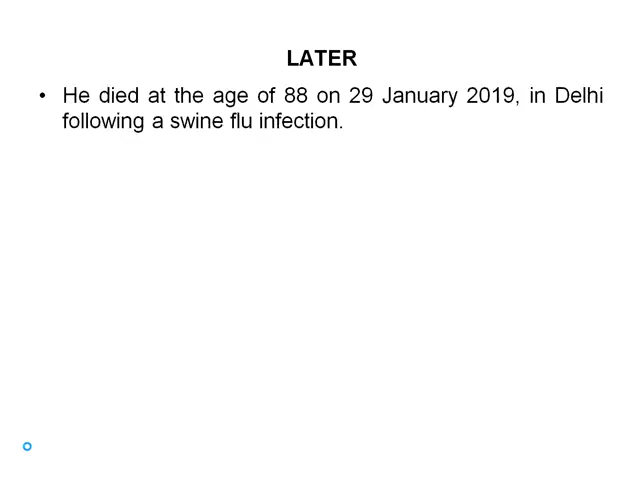 LATER
• He died at the age of 88 on 29 January 2019, in Delhi
following a swine flu infection.